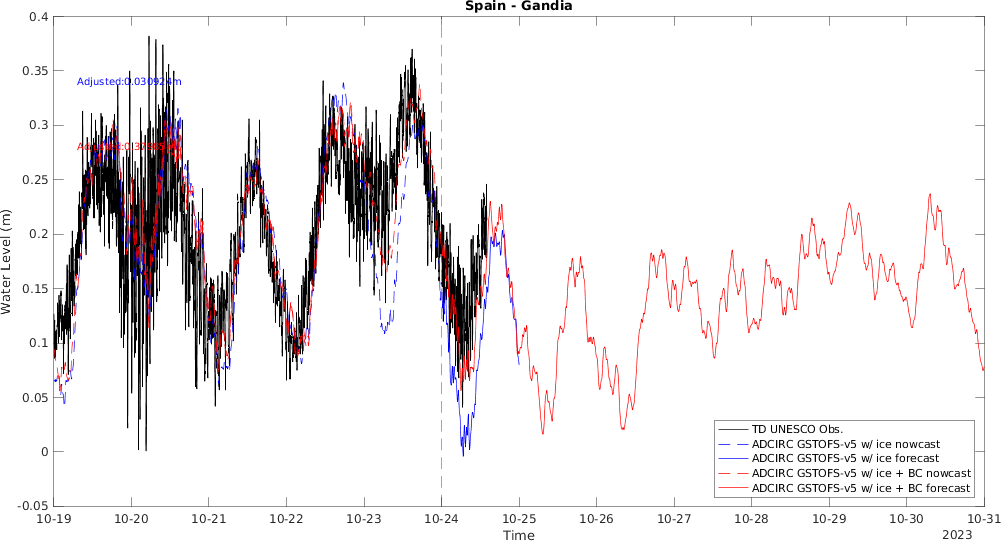 Spain - Gandia
0.4
0.35
0.3
0.25
0.2
0.15
0.1
0.05
0
-0.05
Water Level (m)
Adjusted:0.030924m
10-19
10-20
10-21
10-22
10-23
10-24
10-25
10-26
10-27
10-28
10-29
10-30
10-31
Time
2023
TD UNESCO Obs.
ADCIRC GSTOFS-v5 w/ ice nowcast
ADCIRC GSTOFS-v5 w/ ice forecast
ADCIRC GSTOFS-v5 w/ ice + BC nowcast
ADCIRC GSTOFS-v5 w/ ice + BC forecast